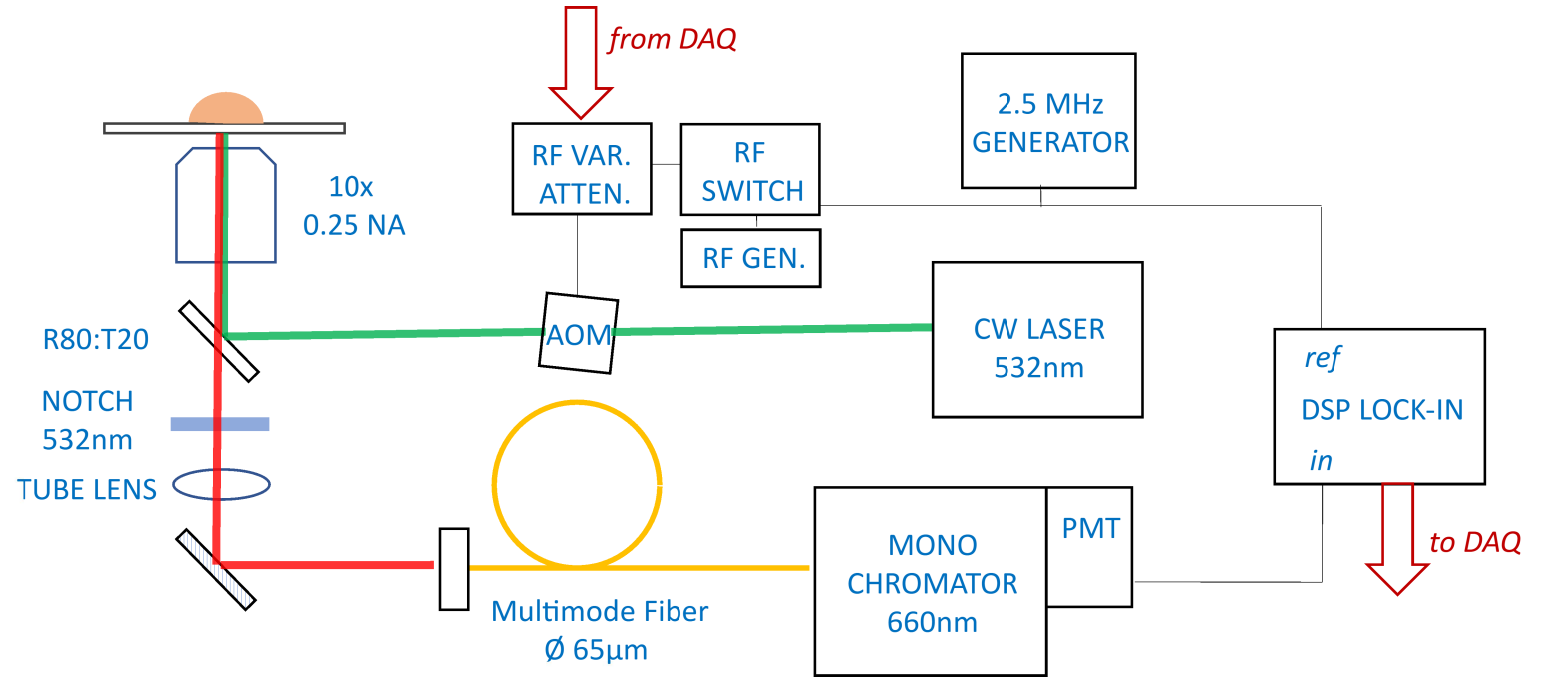 from DAQ
2.5 MHz
GENERATOR
RF VAR.
ATTEN.
RF
SWITCH
RF GEN.
10x
0.25 NA
R80:T20
AOM
CW LASER
532nm
NOTCH
532nm
TUBE LENS
ref
DSP LOCK-IN
in
to DAQ
PMT
MONO
CHROMATOR
660nm
Multimode Fiber
Ø 65µm